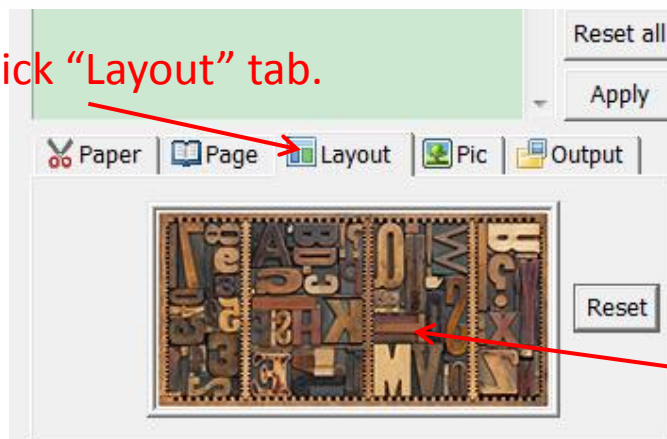 Reset all
ick “Layout” tab.
Apply
Paper Page Layout Pic Output
Reset